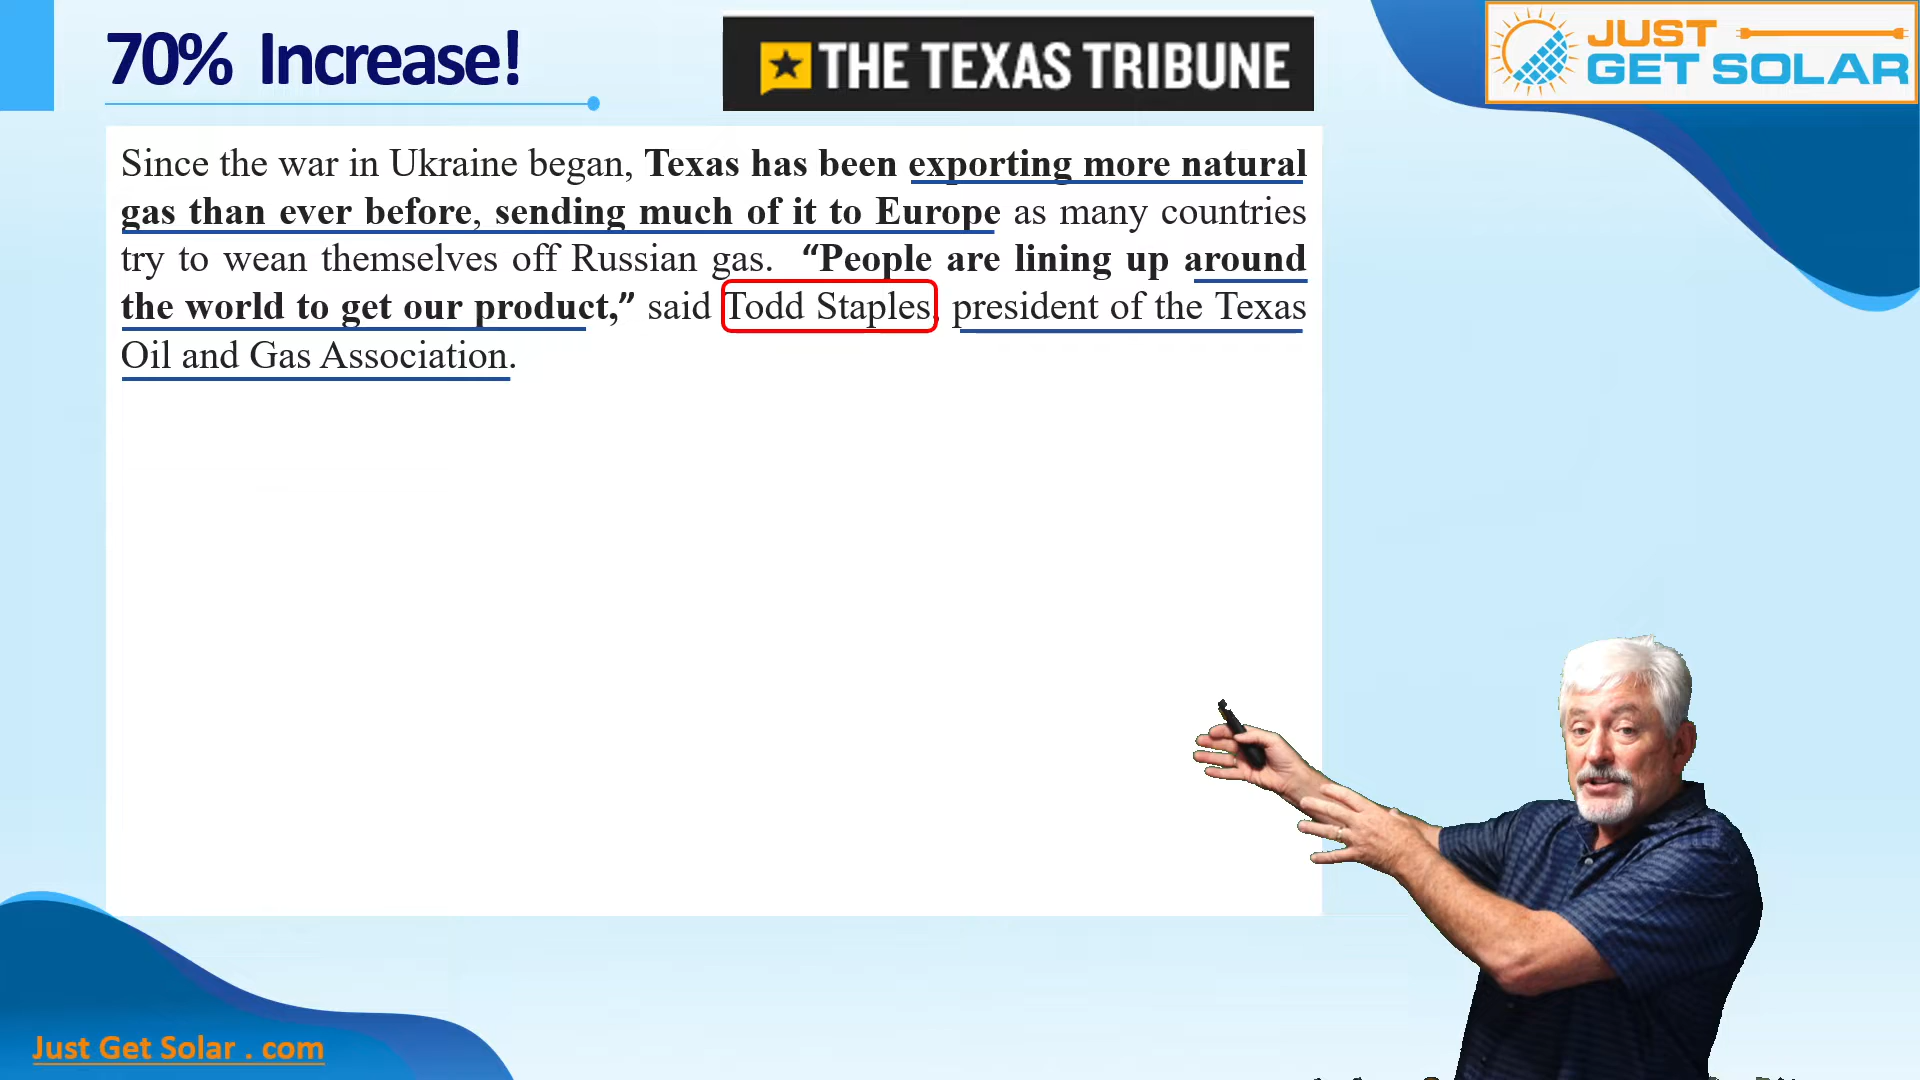 70% Increase!
THE TEXAS TRIBUNE
JUST
GET SOLAR
Since the war in Ukraine began, Texas has been exporting more natural
gas than ever before, sending much of it to Europe as many countries
try to wean themselves off Russian gas. “People are lining up around
the world to get our product,” said Todd Staples, president of the Texas
Oil and Gas Association.
Just Get Solar . com